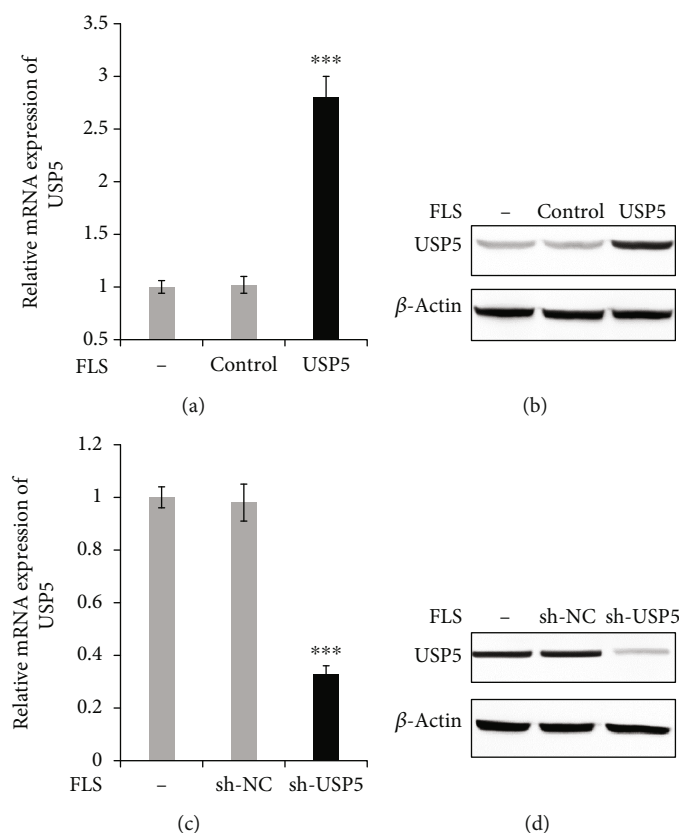 Relative mRNA expression of
USP5
3.5
3
2.5
2
1.5
1
0.5
***
FLS – Control USP5
(a)
FLS – Control USP5
USP5
β-Actin
(b)
Relative mRNA expression of
USP5
1.2
1
0.8
0.6
0.4
0.2
0
***
FLS – sh-NC sh-USP5
(c)
FLS – sh-NC sh-USP5
USP5
β-Actin
(d)